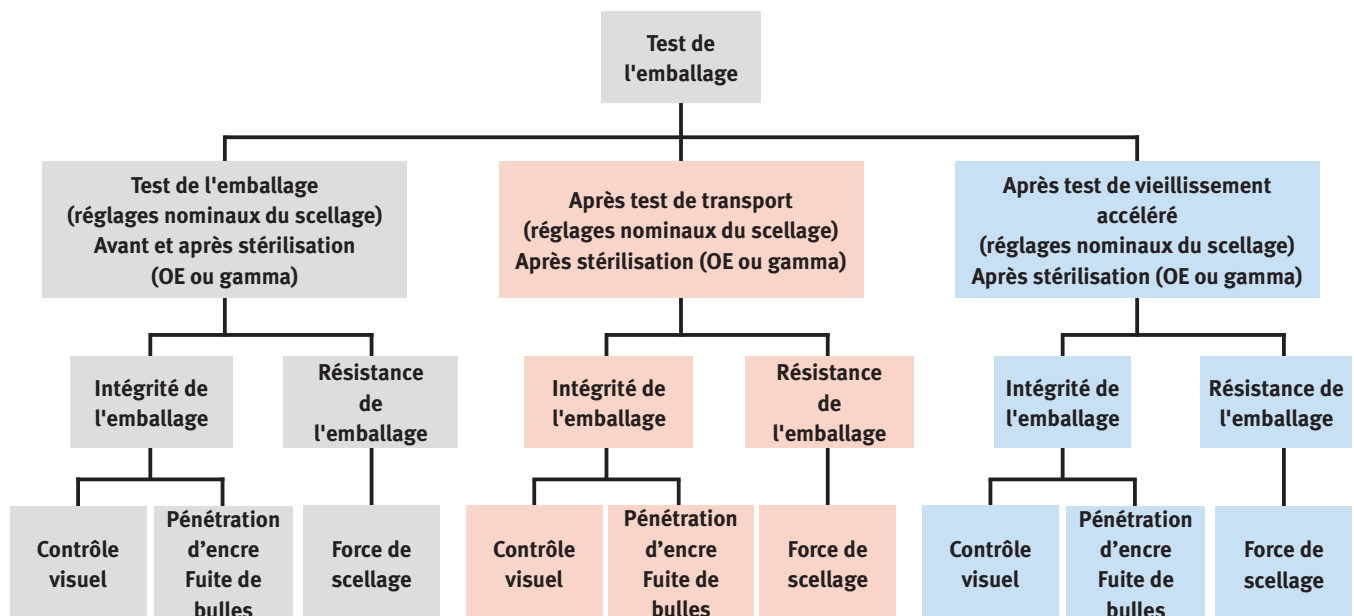 Test de
l'emballage
Test de l'emballage
(réglages nominaux du scellage)
Avant et après stérilisation
(OE ou gamma)
Après test de transport
(réglages nominaux du scellage)
Après stérilisation (OE ou gamma)
Après test de vieillissement
accéléré
(réglages nominaux du scellage)
Après stérilisation (OE ou gamma)
Intégrité de
l'emballage
Résistance
de
l'emballage
Intégrité de
l'emballage
Résistance
de
l'emballage
Intégrité de
l'emballage
Résistance de
l'emballage
Contrôle
visuel
Pénétration
d’encre
Fuite de
bulles
Force de
scellage
Contrôle
visuel
Pénétration
d’encre
Fuite de
bulles
Force de
scellage
Contrôle
visuel
Pénétration
d’encre
Fuite de
bulles
Force de
scellage